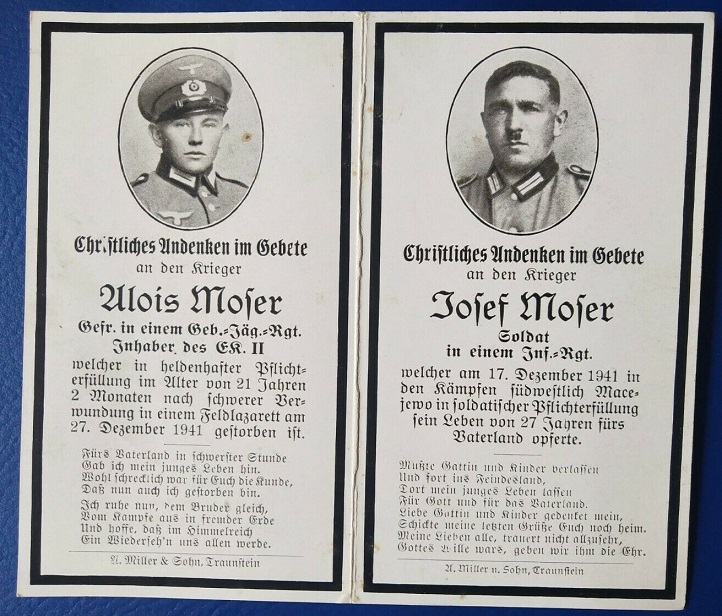 Christliches Andenken im Gebete
an den Krieger
Alois Moser
Gefr. in einem Geb.-Jäg.-Rgt.
Inhaber des EK. II
welcher in heldenhafter Pflicht-
erfüllung im Alter von 21 Jahren
2 Monaten nach schwerer Ver-
wundung in einem Feldlazarett am
27. Dezember 1941 gestorben ist.
Fürs Vaterland in schwerster Stunde
Gab ich mein junges Leben hin.
Wohl schrecklich war für Euch die Kunde,
Daß nun auch ich gestorben bin.
Ich ruhe nun, dem Bruder gleich,
Vom Kampfe aus in fremder Erde
Und hoffe, daß im Himmelreich
Ein Wiederseh'n uns allen werde.
A. Miller & Sohn, Traunstein
Christliches Andenken im Gebete
an den Krieger
Josef Moser
Soldat
in einem Inf.-Rgt.
welcher am 17. Dezember 1941 in
den Kämpfen südwestlich Mace-
jewo in soldatischer Pflichterfüllung
sein Leben von 27 Jahren fürs
Vaterland opferte.
Mußte Gattin und Kinder verlassen
Und fort ins Feindesland,
Dort mein junges Leben lassen
Für Gott und für das Vaterland.
Liebe Gattin und Kinder gedenket mein,
Schickte meine letzten Grüße Euch noch heim.
Meine Lieben alle, trauert nicht allzusehr,
Gottes Wille wars, geben wir ihm die Ehr.
A. Miller u. Sohn, Traunstein